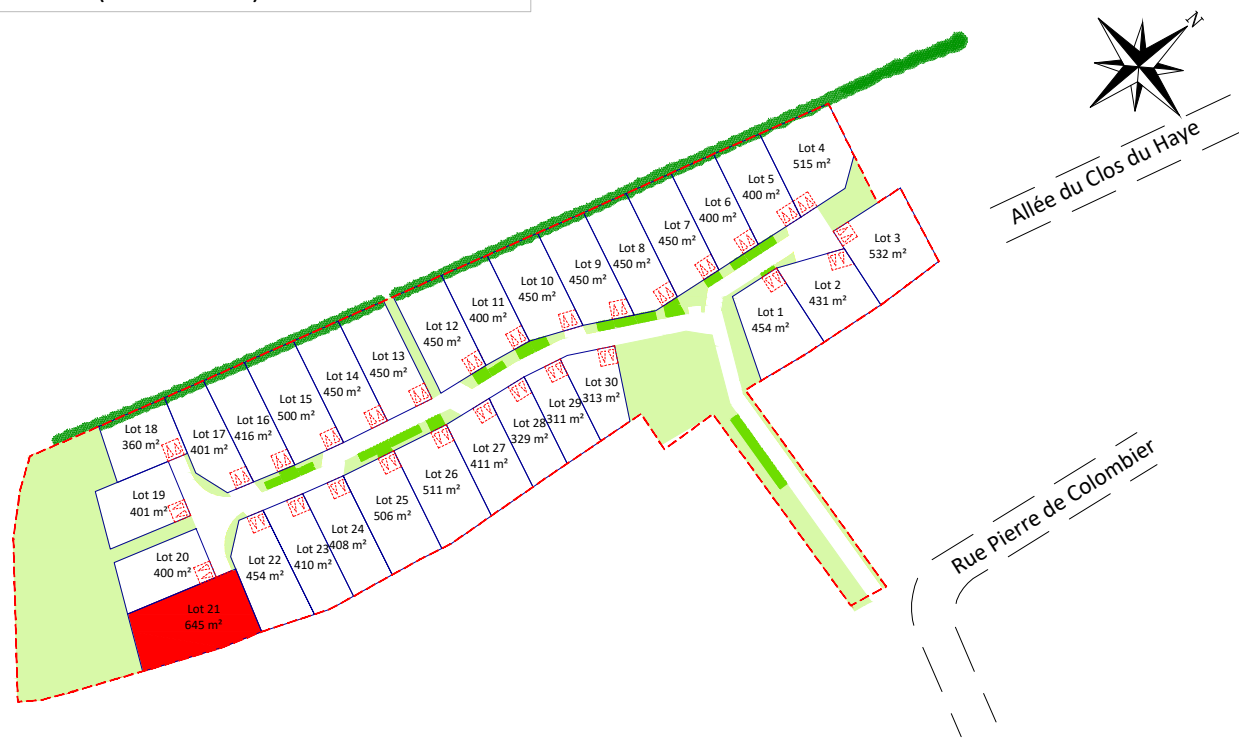 N
Allée du Clos du Haye
Lot 4
515 m²
Lot 5
400 m²
Lot 6
400 m²
Lot 7
450 m²
Lot 8
450 m²
Lot 9
450 m²
Lot 10
450 m²
Lot 11
400 m²
Lot 12
450 m²
Lot 3
532 m²
Lot 2
431 m²
Lot 1
454 m²
Lot 13
450 m²
Lot 14
450 m²
Lot 15
500 m²
Lot 16
416 m²
Lot 17
401 m²
Lot 18
360 m²
Lot 19
401 m²
Lot 20
400 m²
Lot 21
645 m²
Lot 22
454 m²
Lot 23
410 m²
Lot 24
408 m²
Lot 25
506 m²
Lot 26
511 m²
Lot 27
411 m²
Lot 28
329 m²
Lot 29
311 m²
Lot 30
313 m²
Rue Pierre de Colombier